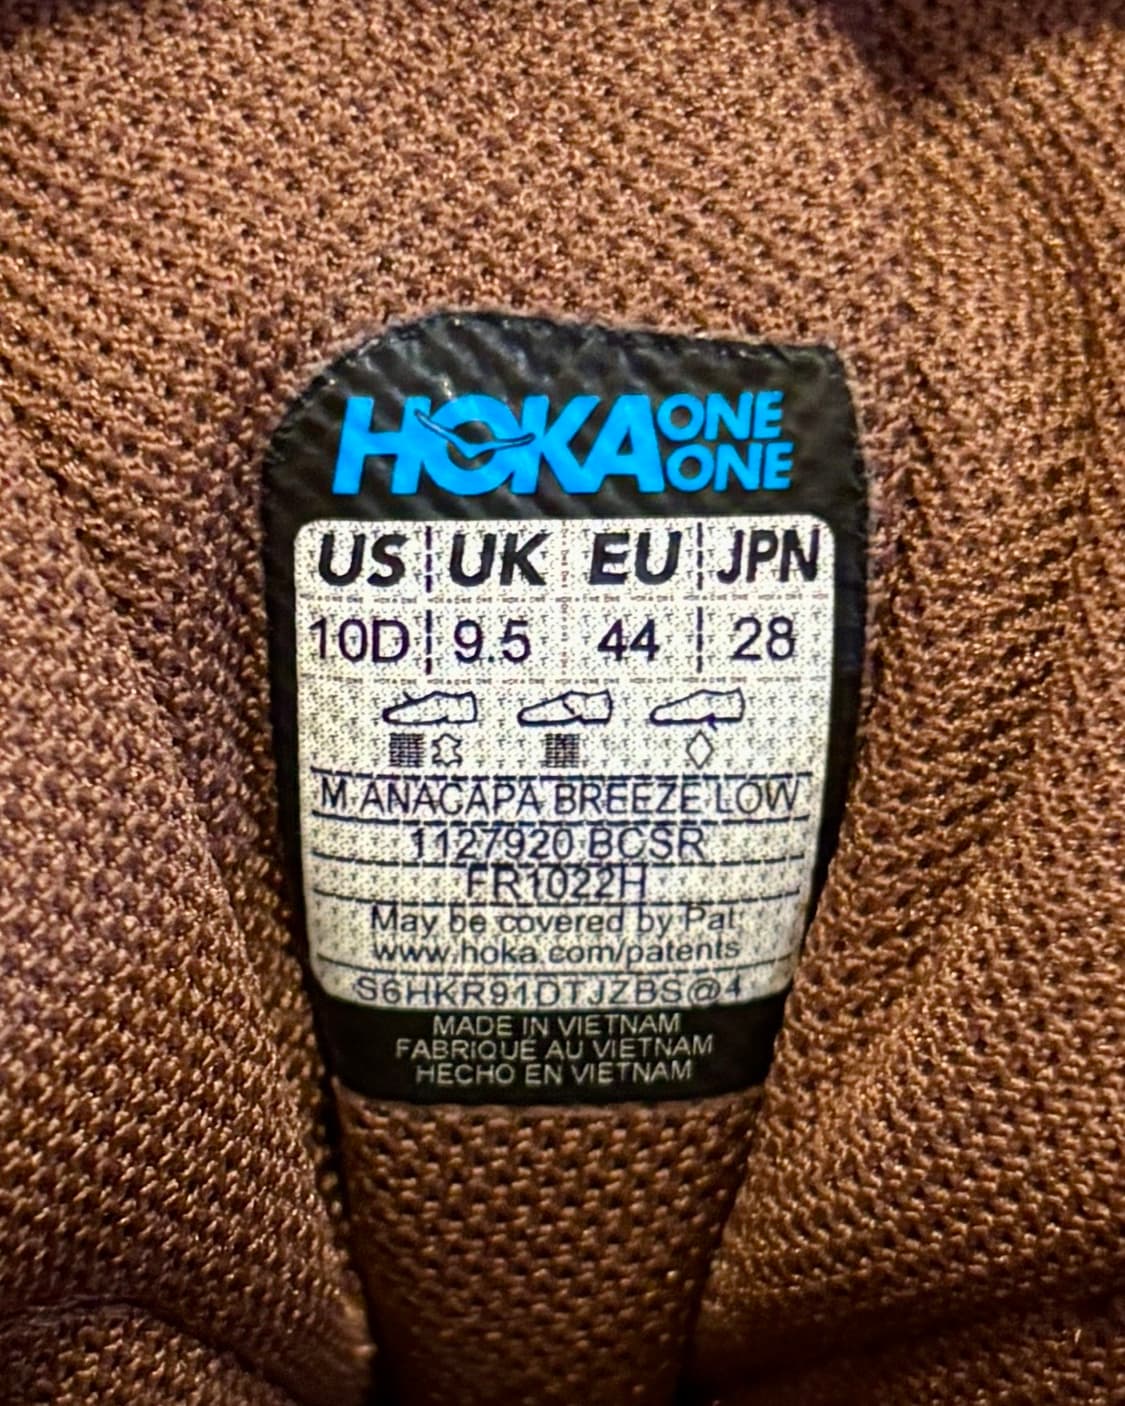 HOKA ONE ONE
US UK EU JPN
10D 9.5 44 28
M ANACAPA BREEZE LOW
1127920 BCSR
FR1022H
May be covered by Pat
www.hoka.com/patents
S6HKR91DTJZBS@4
MADE IN VIETNAM
FABRIQUE AU VIETNAM
HECHO EN VIETNAM